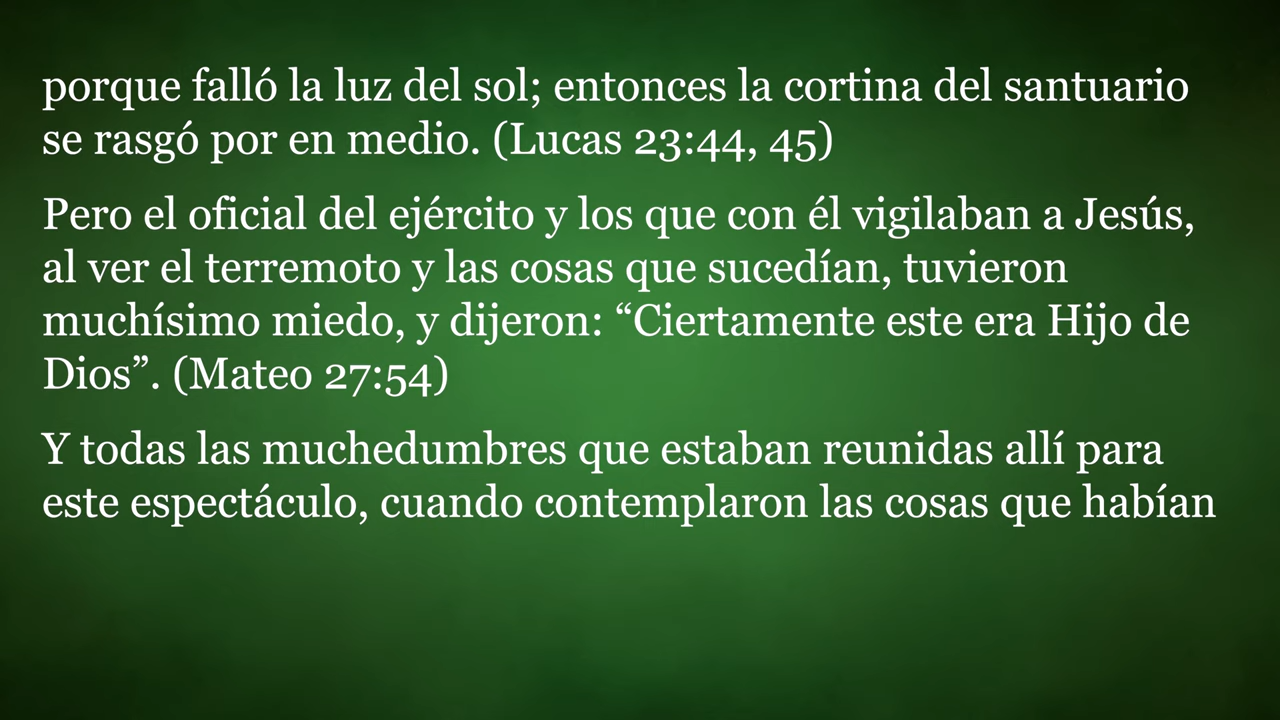 porque falló la luz del sol; entonces la cortina del santuario
se rasgó por en medio. (Lucas 23:44, 45)
Pero el oficial del ejército y los que con él vigilaban a Jesús,
al ver el terremoto y las cosas que sucedían, tuvieron
muchísimo miedo, y dijeron: “Ciertamente este era Hijo de
Dios”. (Mateo 27:54)
Y todas las muchedumbres que estaban reunidas allí para
este espectáculo, cuando contemplaron las cosas que habían